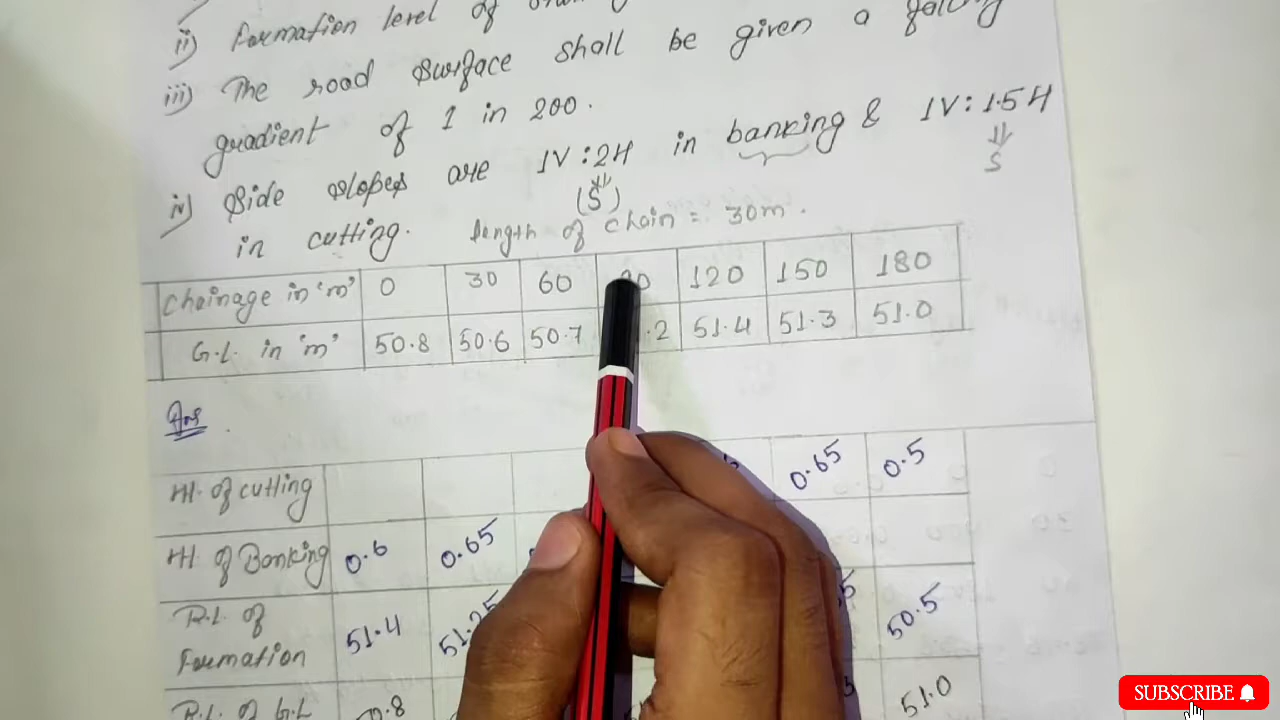 ii) Formation level of
iii) The road surface shall be given a falling
gradient of 1 in 200.
iv) Side slopes are 1V:2H in banking & 1V:1.5H
(S) S
in cutting. length of chain = 30m.
Chainage in 'm' 0 30 60 120 150 180
G.L. in 'm' 50.8 50.6 50.7 .2 51.4 51.3 51.0
Ans
Ht. of cutting 0.65 0.5
Ht of Banking 0.6 0.65
R.L. of Formation 51.4 51.25 50.5
R.L. of G.L 51.0
SUBSCRIBE